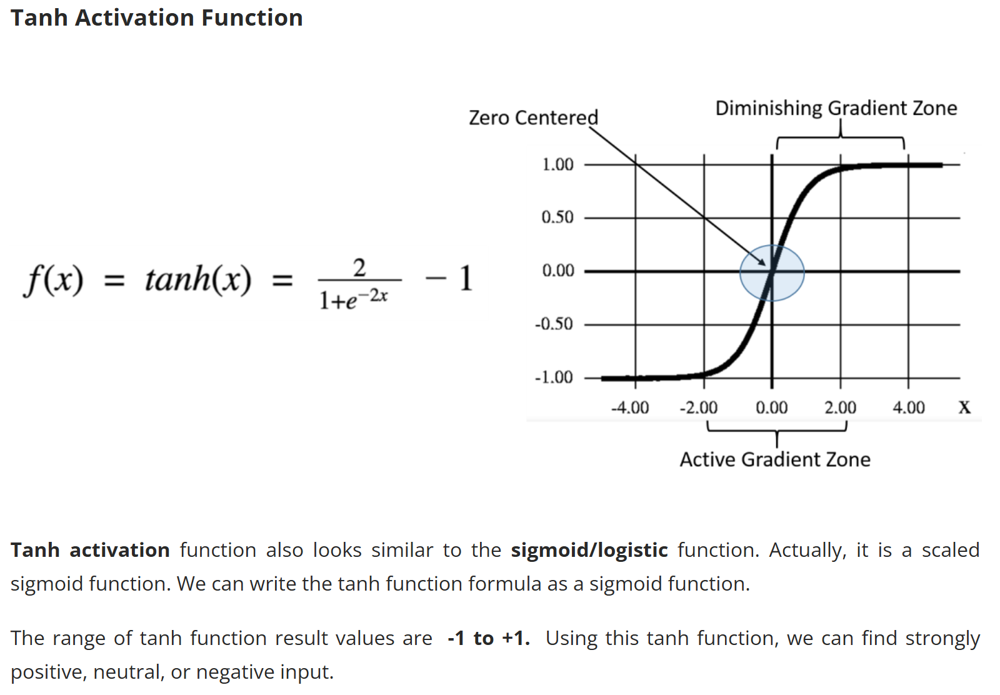 Tanh Activation Function
Zero Centered
Diminishing Gradient Zone
1.00
0.50
0.00
-0.50
-1.00
-4.00 -2.00 0.00 2.00 4.00 X
Active Gradient Zone
f(x) = tanh(x) = 2/(1+e^{-2x}) - 1
Tanh activation function also looks similar to the sigmoid/logistic function. Actually, it is a scaled
sigmoid function. We can write the tanh function formula as a sigmoid function.
The range of tanh function result values are -1 to +1. Using this tanh function, we can find strongly
positive, neutral, or negative input.